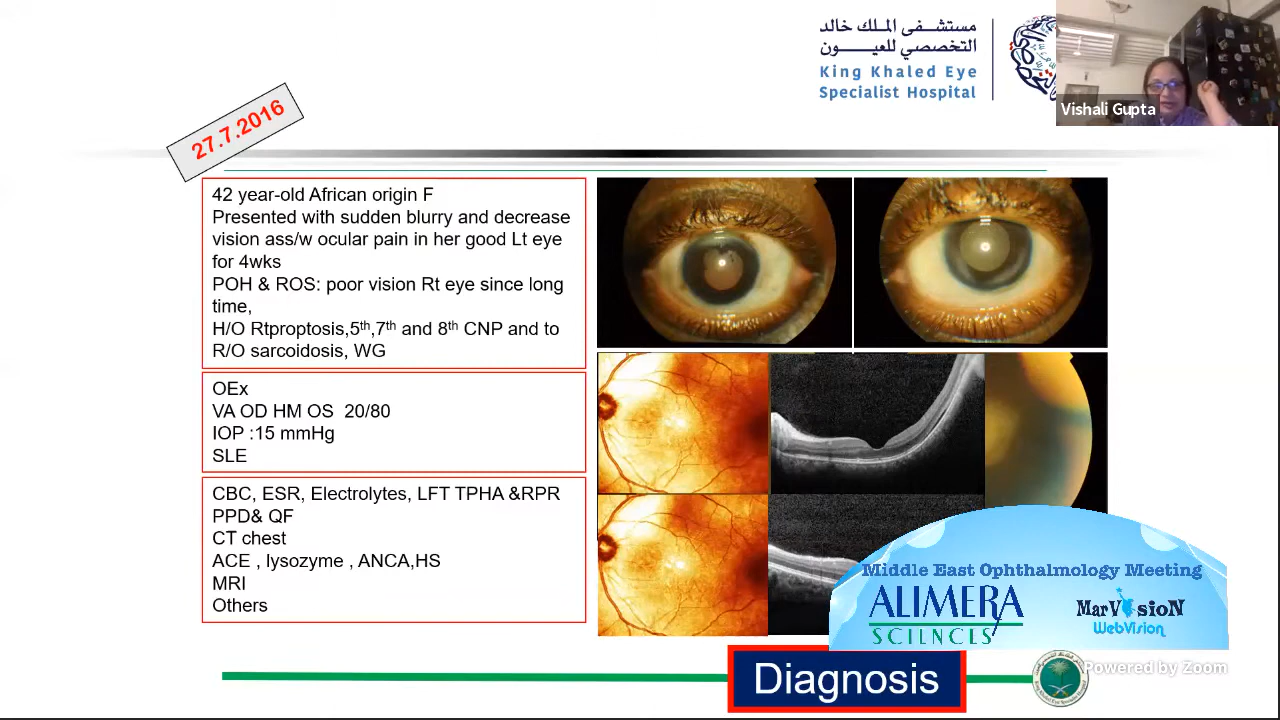 مستشفى الملك خالد
التخصصي للعيون
King Khaled Eye
Specialist Hospital
Vishali Gupta
27.7.2016
42 year-old African origin F
Presented with sudden blurry and decrease
vision ass/w ocular pain in her good Lt eye
for 4wks
POH & ROS: poor vision Rt eye since long
time,
H/O Rtproptosis,5th,7th and 8th CNP and to
R/O sarcoidosis, WG
OEx
VA OD HM OS 20/80
IOP :15 mmHg
SLE
CBC, ESR, Electrolytes, LFT TPHA &RPR
PPD& QF
CT chest
ACE , lysozyme , ANCA,HS
MRI
Others
Middle East Ophthalmology Meeting
ALIMERA
SCIENCES
MarVision
WebVision
Powered by Zoom
Diagnosis